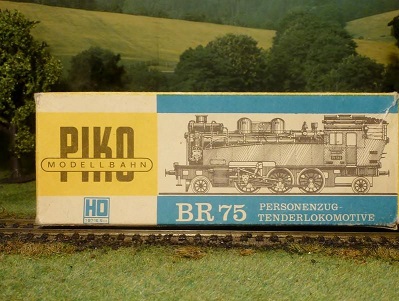 PIKO
MODELLBAHN
HO
BR 75
PERSONENZUG-
TENDERLOKOMOTIVE